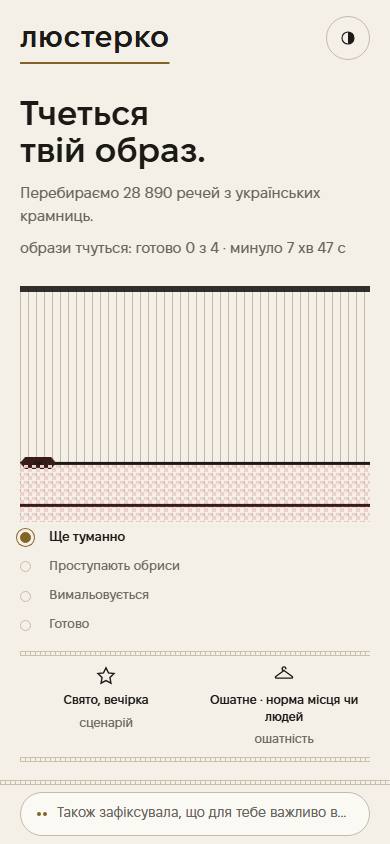 люстерко
Тчеться
твій образ.
Перебираємо 28 890 речей з українських
крамниць.
образи тчуться: готово 0 з 4 · минуло 7 хв 47 с
Ще туманно
Проступають обриси
Вимальовується
Готово
Свято, вечірка
сценарій
Ошатне · норма місця чи
людей
ошатність
Також зафіксувала, що для тебе важливо в...